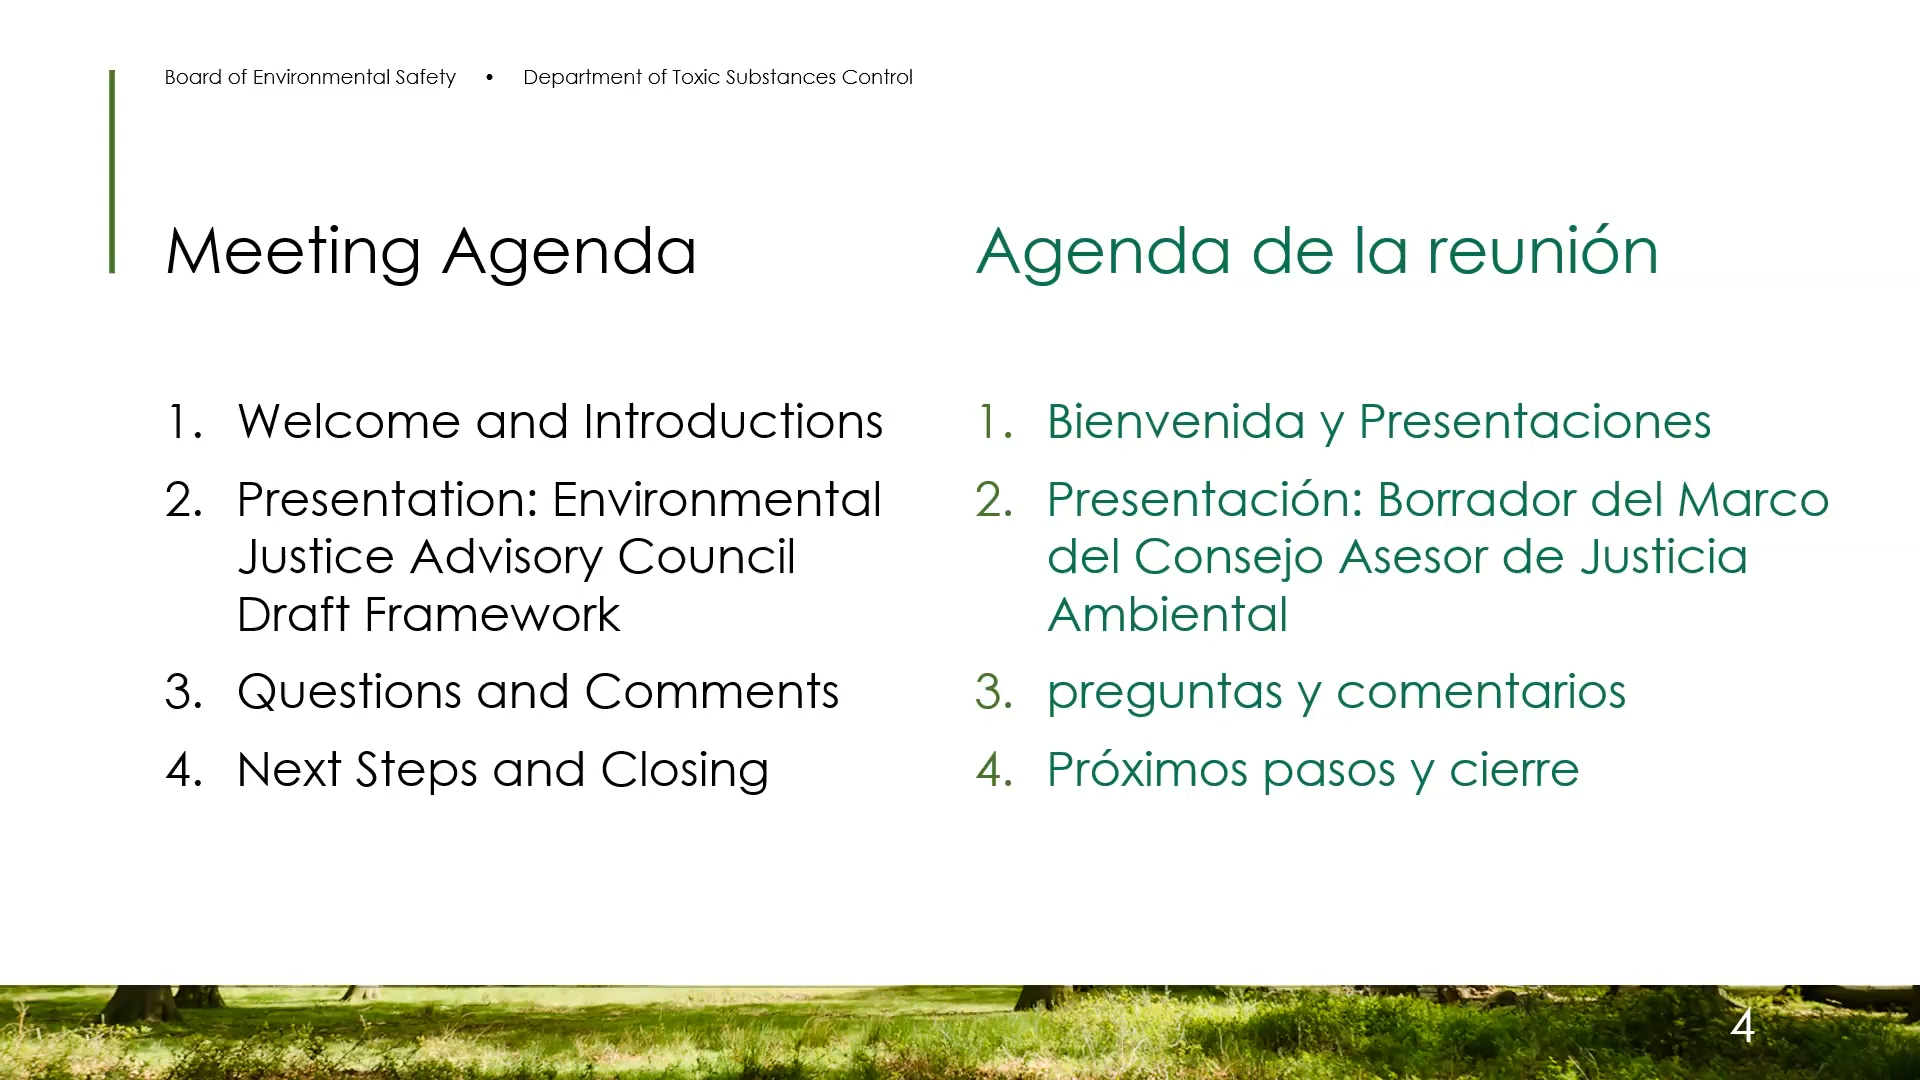 Board of Environmental Safety • Department of Toxic Substances Control
Meeting Agenda
1. Welcome and Introductions
2. Presentation: Environmental
Justice Advisory Council
Draft Framework
3. Questions and Comments
4. Next Steps and Closing
Agenda de la reunión
1. Bienvenida y Presentaciones
2. Presentación: Borrador del Marco
del Consejo Asesor de Justicia
Ambiental
3. preguntas y comentarios
4. Próximos pasos y cierre
4